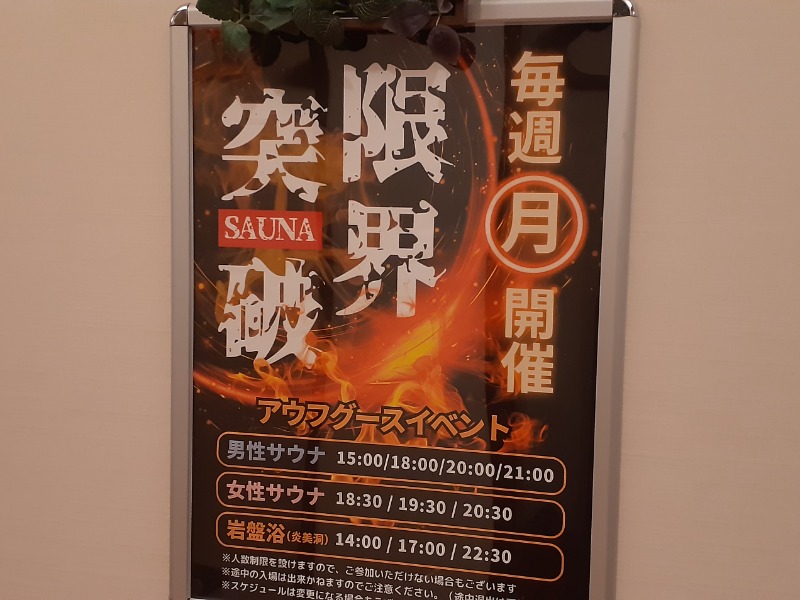 毎週
月
開催
限界
突破
SAUNA
アウフグースイベント
男性サウナ 15:00/18:00/20:00/21:00
女性サウナ 18:30 / 19:30 / 20:30
岩盤浴(炎美洞) 14:00 / 17:00 / 22:30
※人数制限を設けますので、ご参加いただけない場合もございます
※途中の入場は出来かねますのでご注意ください。(途中退出は
※スケジュールは変更になる場合も